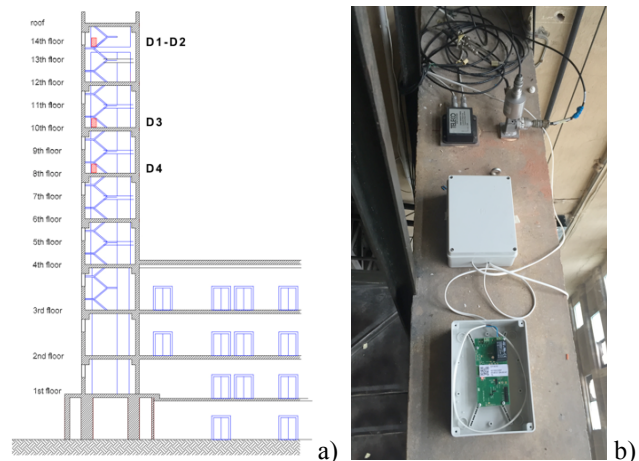 roof
14th floor
D1-D2
13th floor
12th floor
11th floor
10th floor
D3
9th floor
8th floor
D4
7th floor
6th floor
5th floor
4th floor
3rd floor
2nd floor
1st floor
a)
b)